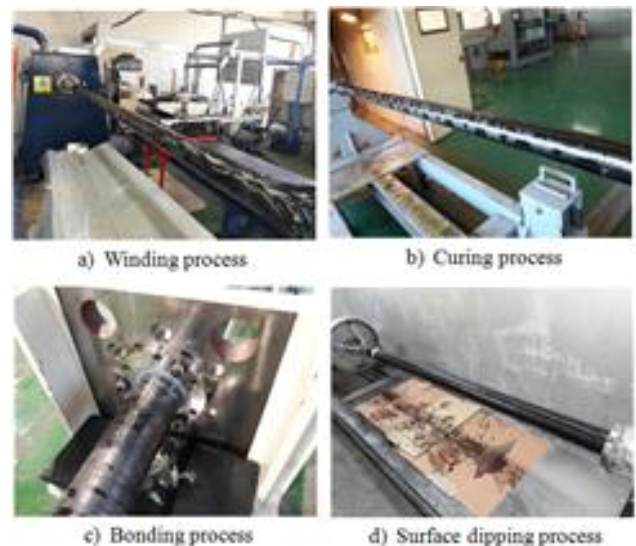 a) Winding process
b) Curing process
c) Bonding process
d) Surface dipping process